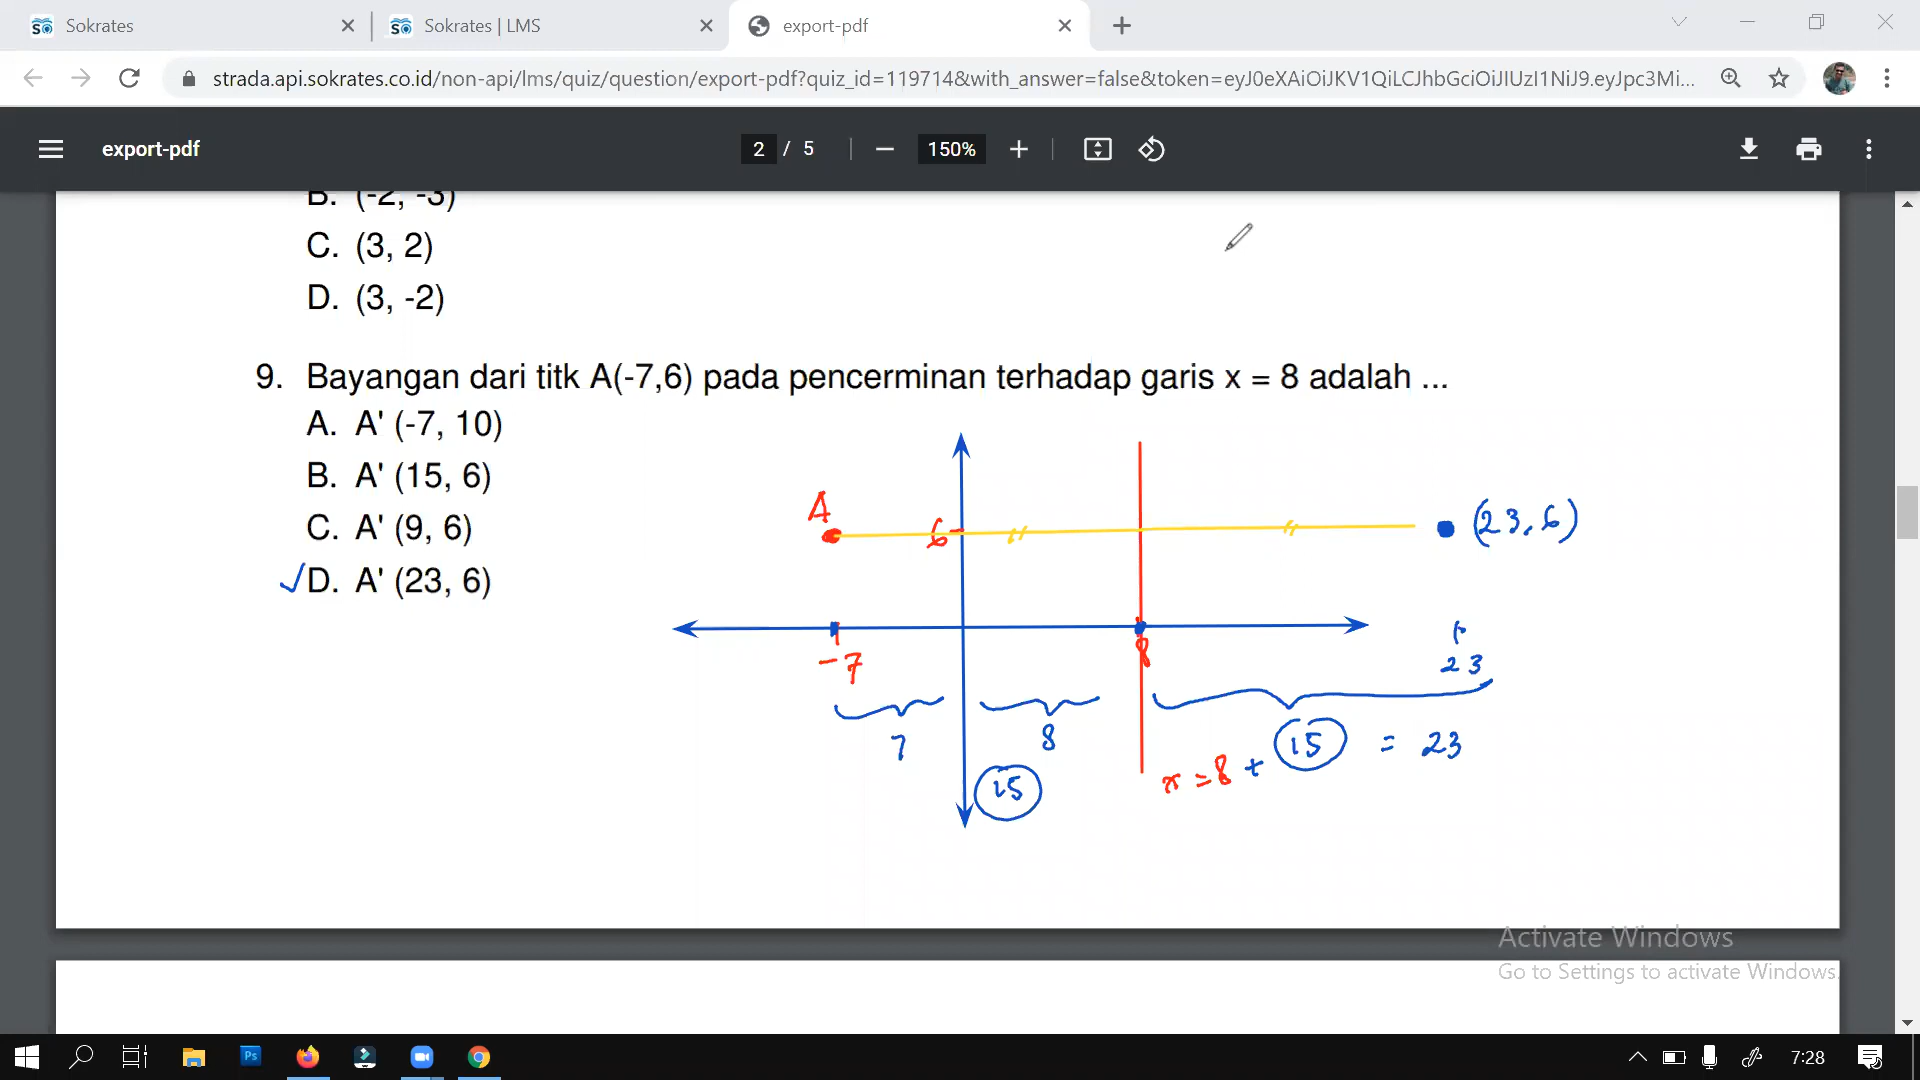 Sokrates
Sokrates | LMS
export-pdf
strada.api.sokrates.co.id/non-api/lms/quiz/question/export-pdf?quiz_id=119714&with_answer=false&token=eyJ0eXAiOiJKV1QiLCJhbGciOiJIUzI1NiJ9.eyJpc3Mi...
export-pdf
2 / 5
150%
B. (-2, -3)
C. (3, 2)
D. (3, -2)
9. Bayangan dari titk A(-7,6) pada pencerminan terhadap garis x = 8 adalah ...
A. A' (-7, 10)
B. A' (15, 6)
C. A' (9, 6)
D. A' (23, 6)
A
6
(23, 6)
-7
8
23
7
8
15
x = 8 + 15 = 23
Activate Windows
Go to Settings to activate Windows.
Ps
7:28